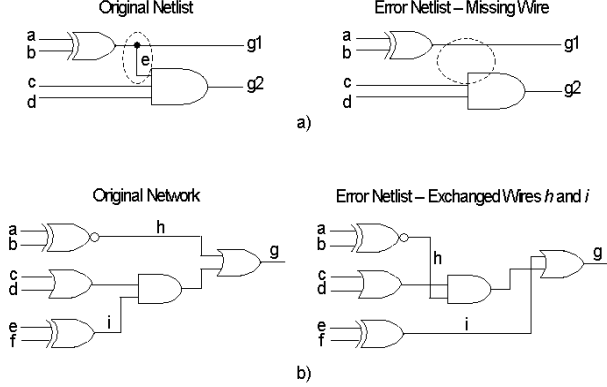 Original Netlist
Error Netlist – Missing Wire
a
b
c
d
e
g1
g2
a
b
c
d
g1
g2
a)
Original Network
Error Netlist – Exchanged Wires h and i
a
b
c
d
e
f
h
i
g
a
b
c
d
e
f
h
i
g
b)